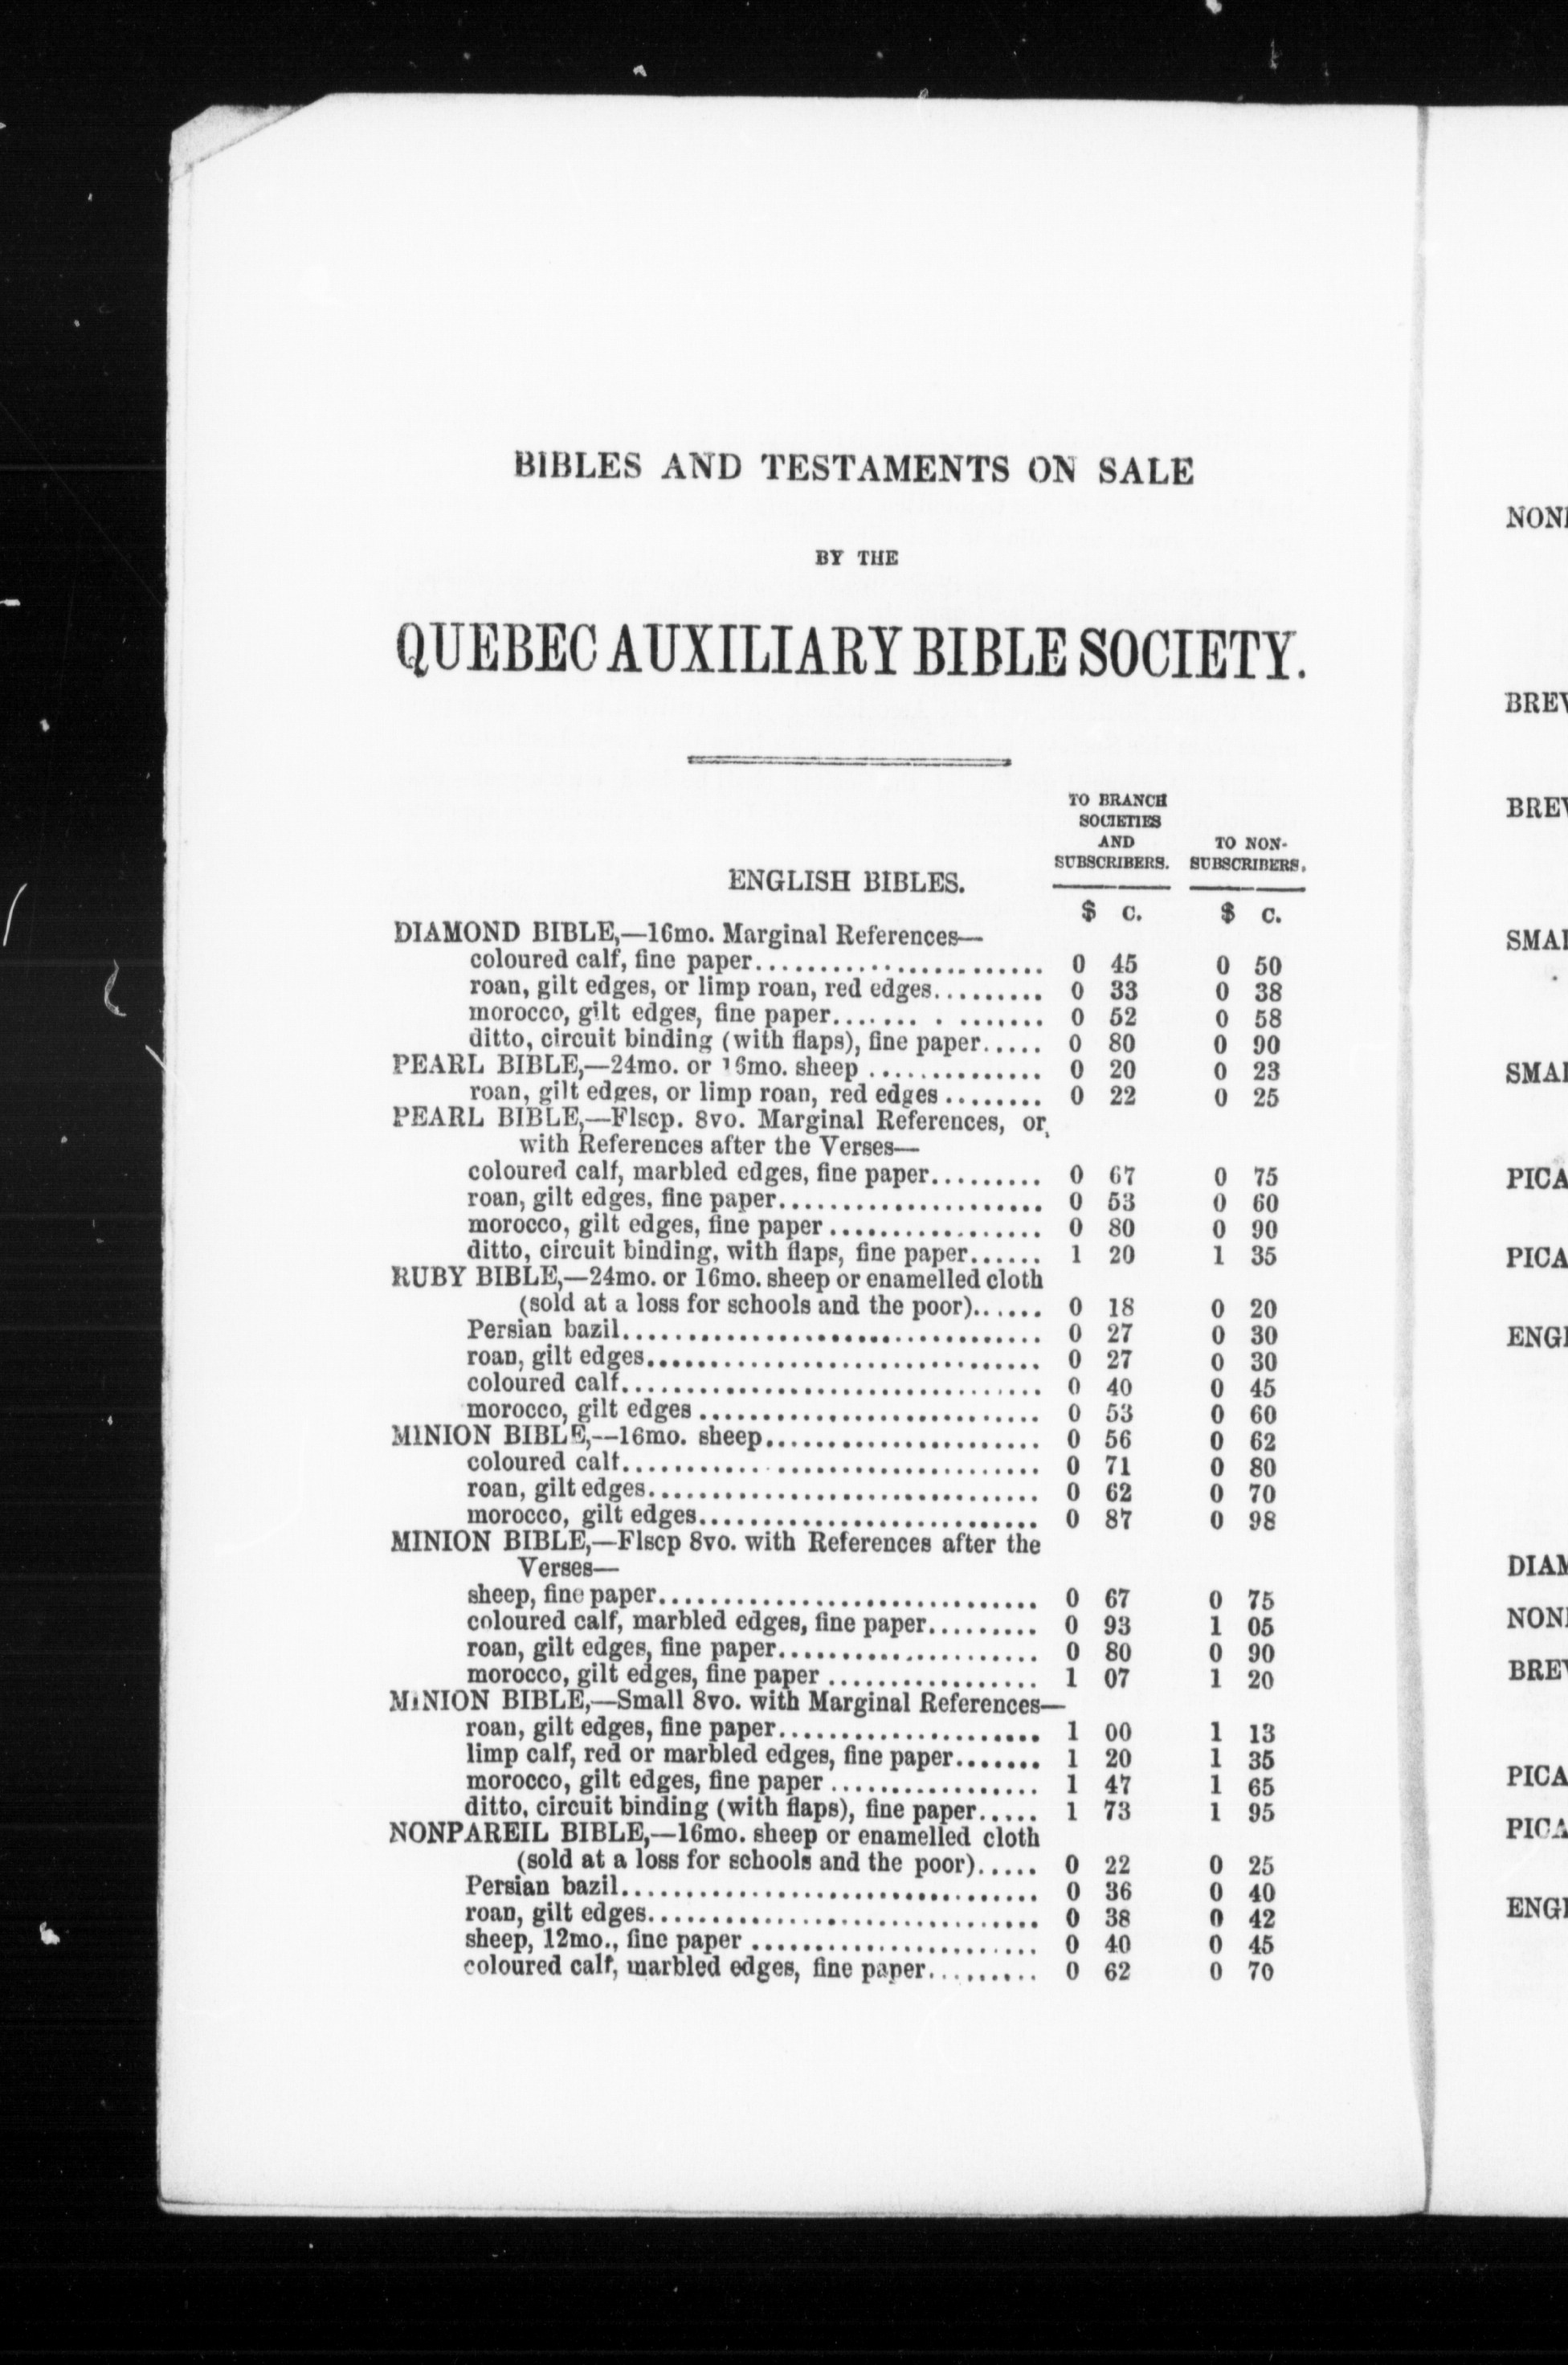 BIBLES AND TESTAMENTS ON SALE
BY THE
QUEBEC AUXILIARY BIBLE SOCIETY.
TO BRANCH
SOCIETIES
AND
SUBSCRIBERS.
TO NON-
SUBSCRIBERS.
ENGLISH BIBLES.
$ c. $ c.
DIAMOND BIBLE,—16mo. Marginal References—
coloured calf, fine paper........................ 0 45 0 50
roan, gilt edges, or limp roan, red edges......... 0 33 0 38
morocco, gilt edges, fine paper....... . ....... 0 52 0 58
ditto, circuit binding (with flaps), fine paper..... 0 80 0 90
PEARL BIBLE,—24mo. or 16mo. sheep .............. 0 20 0 23
roan, gilt edges, or limp roan, red edges ........ 0 22 0 25
PEARL BIBLE,—Flscp. 8vo. Marginal References, or,
with References after the Verses—
coloured calf, marbled edges, fine paper......... 0 67 0 75
roan, gilt edges, fine paper..................... 0 53 0 60
morocco, gilt edges, fine paper ................. 0 80 0 90
ditto, circuit binding, with flaps, fine paper...... 1 20 1 35
RUBY BIBLE,—24mo. or 16mo. sheep or enamelled cloth
(sold at a loss for schools and the poor)...... 0 18 0 20
Persian bazil................................. 0 27 0 30
roan, gilt edges............................... 0 27 0 30
coloured calf................................. 0 40 0 45
morocco, gilt edges ........................... 0 53 0 60
MINION BIBLE,—16mo. sheep...................... 0 56 0 62
coloured calf................................. 0 71 0 80
roan, gilt edges............................... 0 62 0 70
morocco, gilt edges........................... 0 87 0 98
MINION BIBLE,—Flscp 8vo. with References after the
Verses—
sheep, fine paper.............................. 0 67 0 75
coloured calf, marbled edges, fine paper......... 0 93 1 05
roan, gilt edges, fine paper..................... 0 80 0 90
morocco, gilt edges, fine paper ................. 1 07 1 20
MINION BIBLE,—Small 8vo. with Marginal References—
roan, gilt edges, fine paper..................... 1 00 1 13
limp calf, red or marbled edges, fine paper....... 1 20 1 35
morocco, gilt edges, fine paper ................. 1 47 1 65
ditto, circuit binding (with flaps), fine paper..... 1 73 1 95
NONPAREIL BIBLE,—16mo. sheep or enamelled cloth
(sold at a loss for schools and the poor)..... 0 22 0 25
Persian bazil................................. 0 36 0 40
roan, gilt edges............................... 0 38 0 42
sheep, 12mo., fine paper ....................... 0 40 0 45
coloured calf, marbled edges, fine paper......... 0 62 0 70
PICA
PICA
PICA